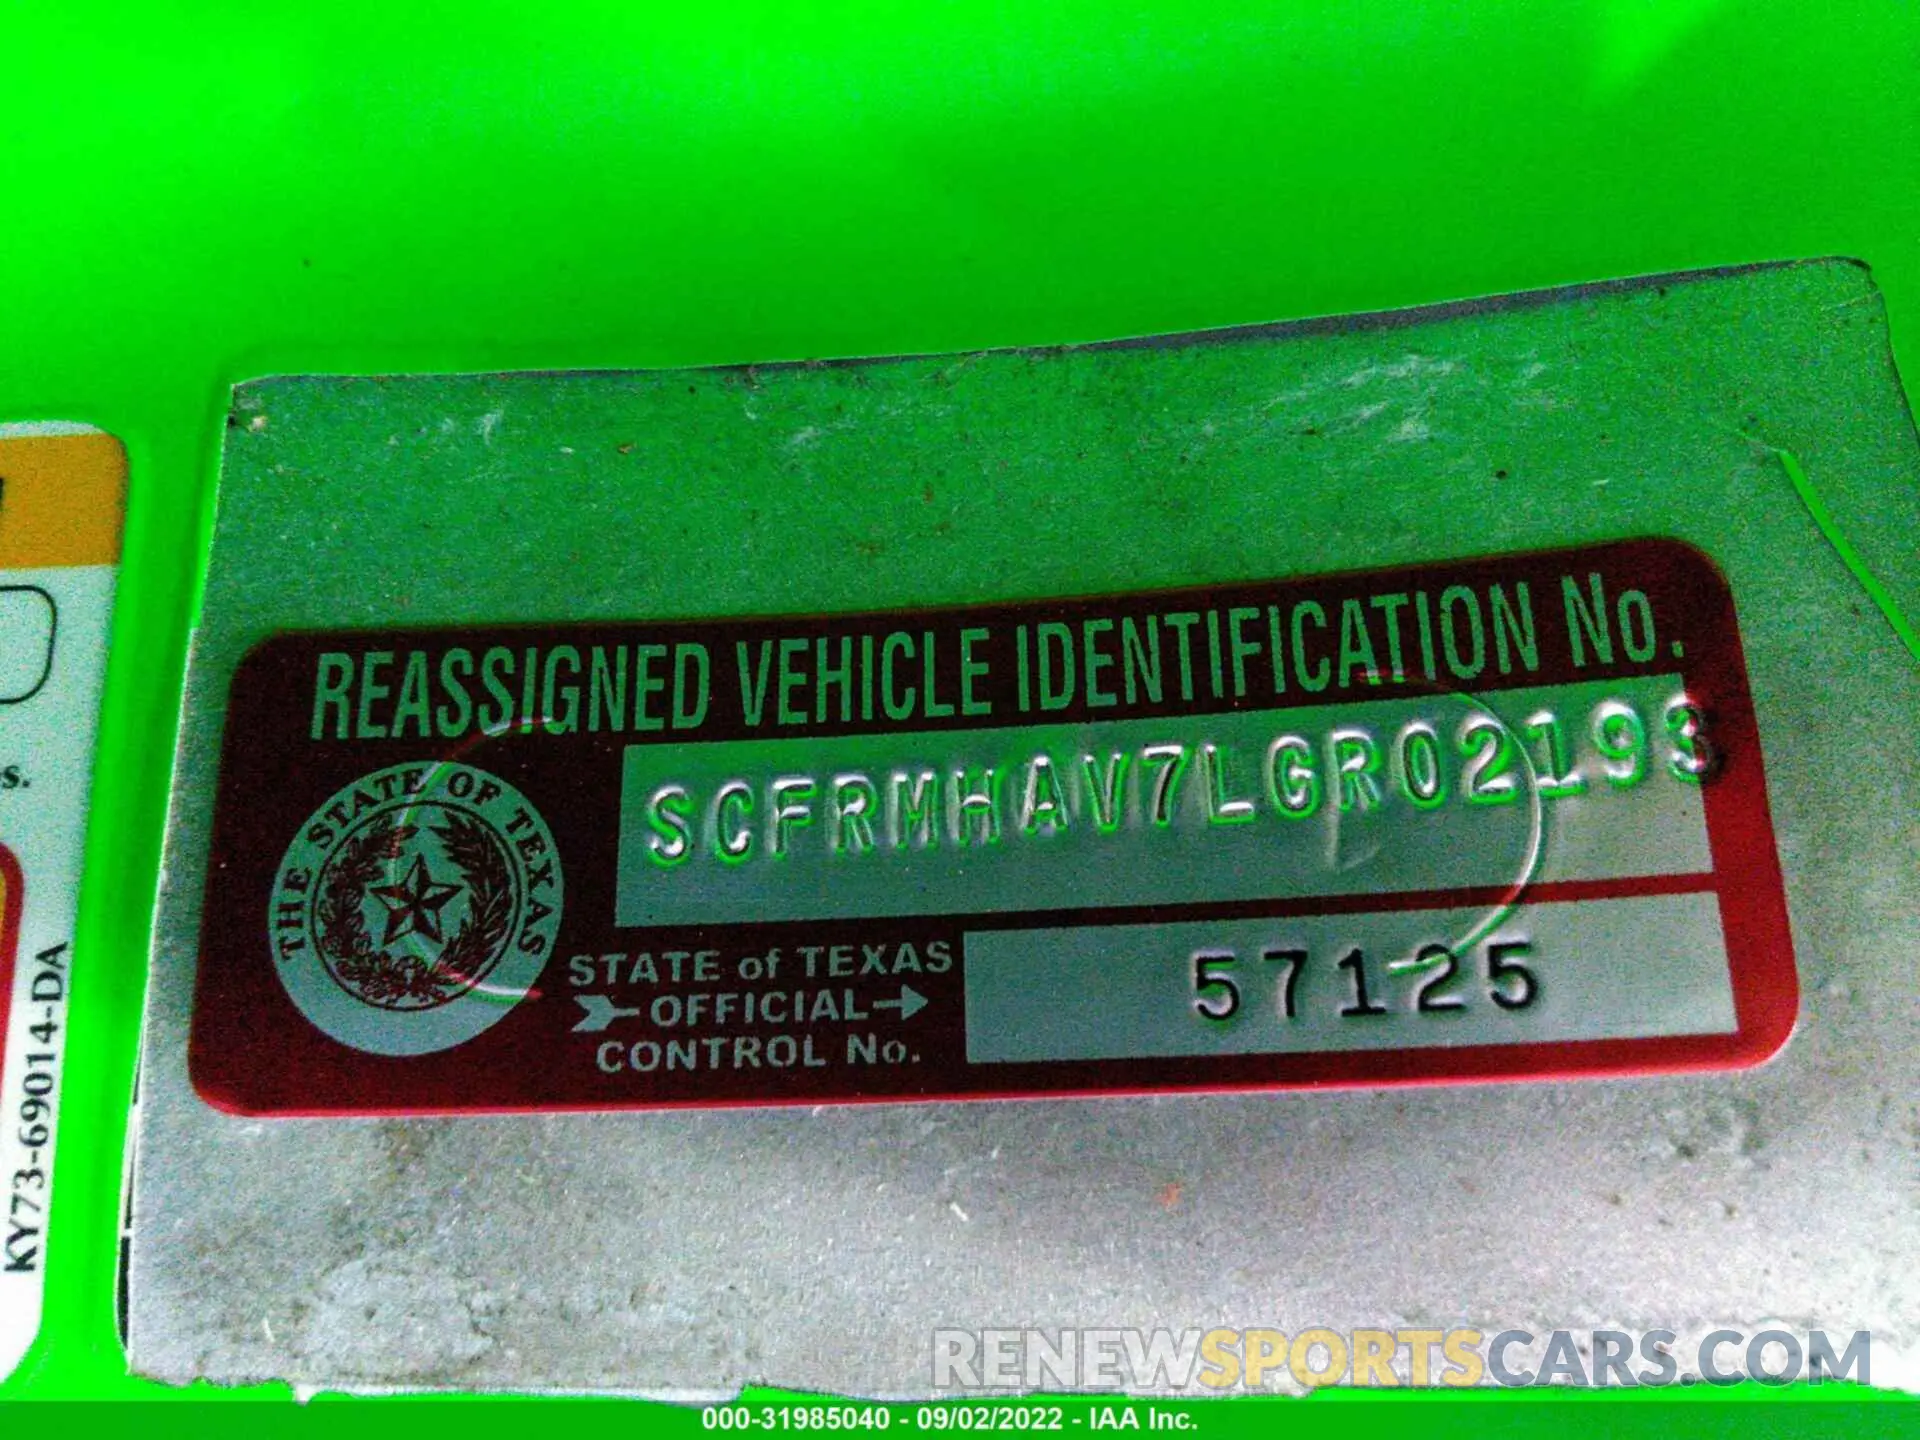 REASSIGNED VEHICLE IDENTIFICATION No.
SCFRMHAV7LGR02193
THE STATE OF TEXAS
STATE of TEXAS
OFFICIAL
CONTROL No.
57125
s.
KY73-69014-DA
RENEWSPORTSCARS.COM
000-31985040 - 09/02/2022 - IAA Inc.